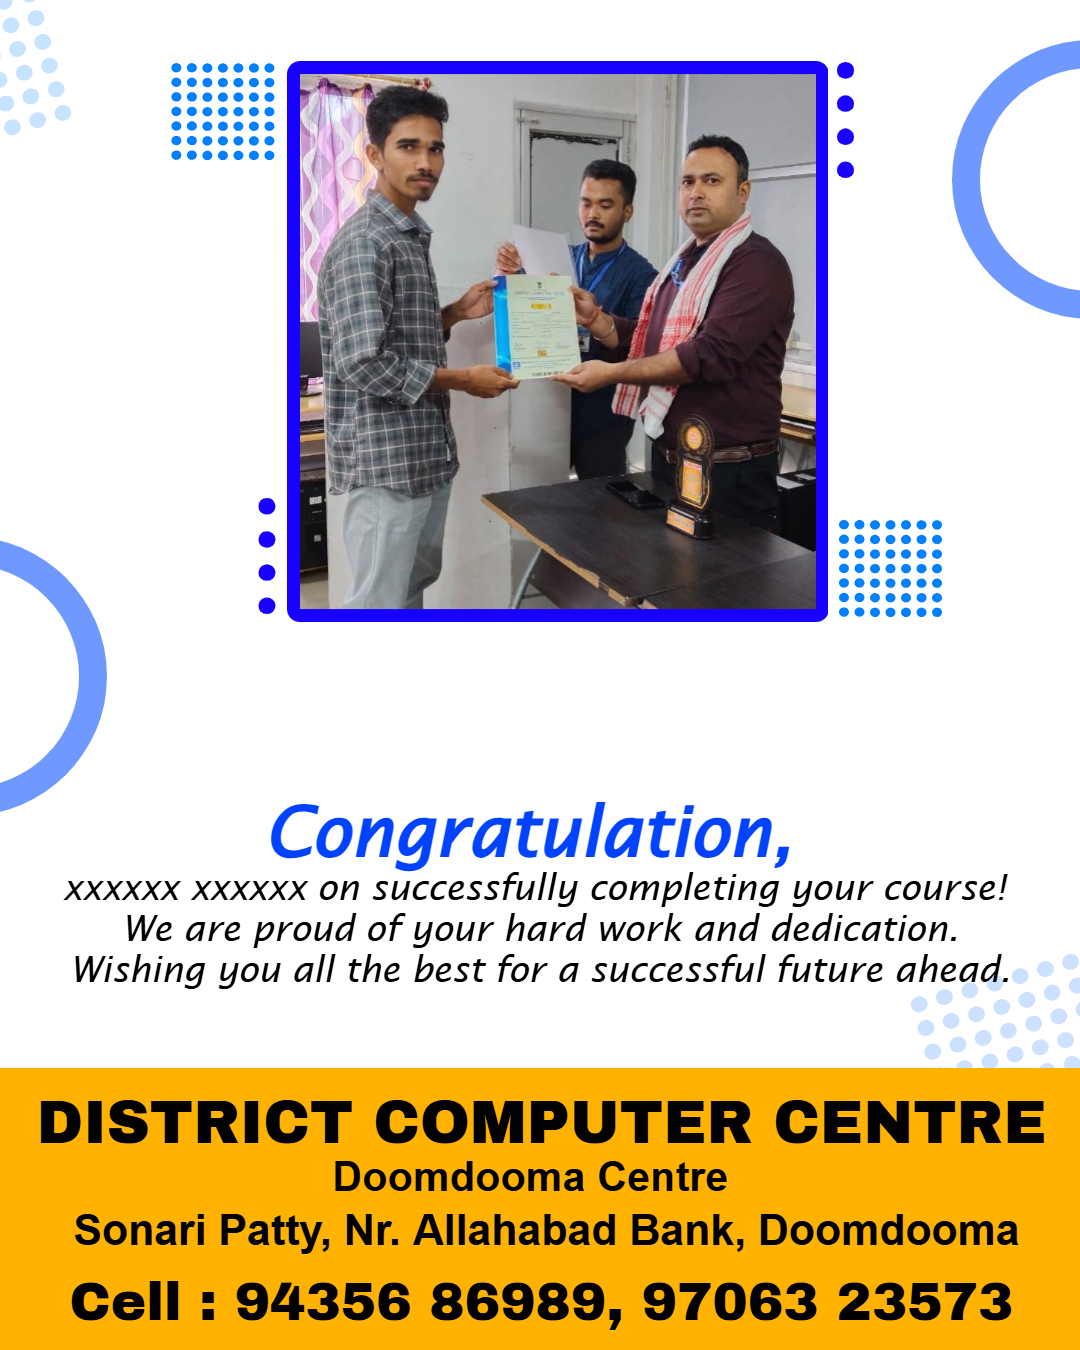 Congratulation,
xxxxxx xxxxxx on successfully completing your course!
We are proud of your hard work and dedication.
Wishing you all the best for a successful future ahead.
DISTRICT COMPUTER CENTRE
Doomdooma Centre
Sonari Patty, Nr. Allahabad Bank, Doomdooma
Cell : 94356 86989, 97063 23573